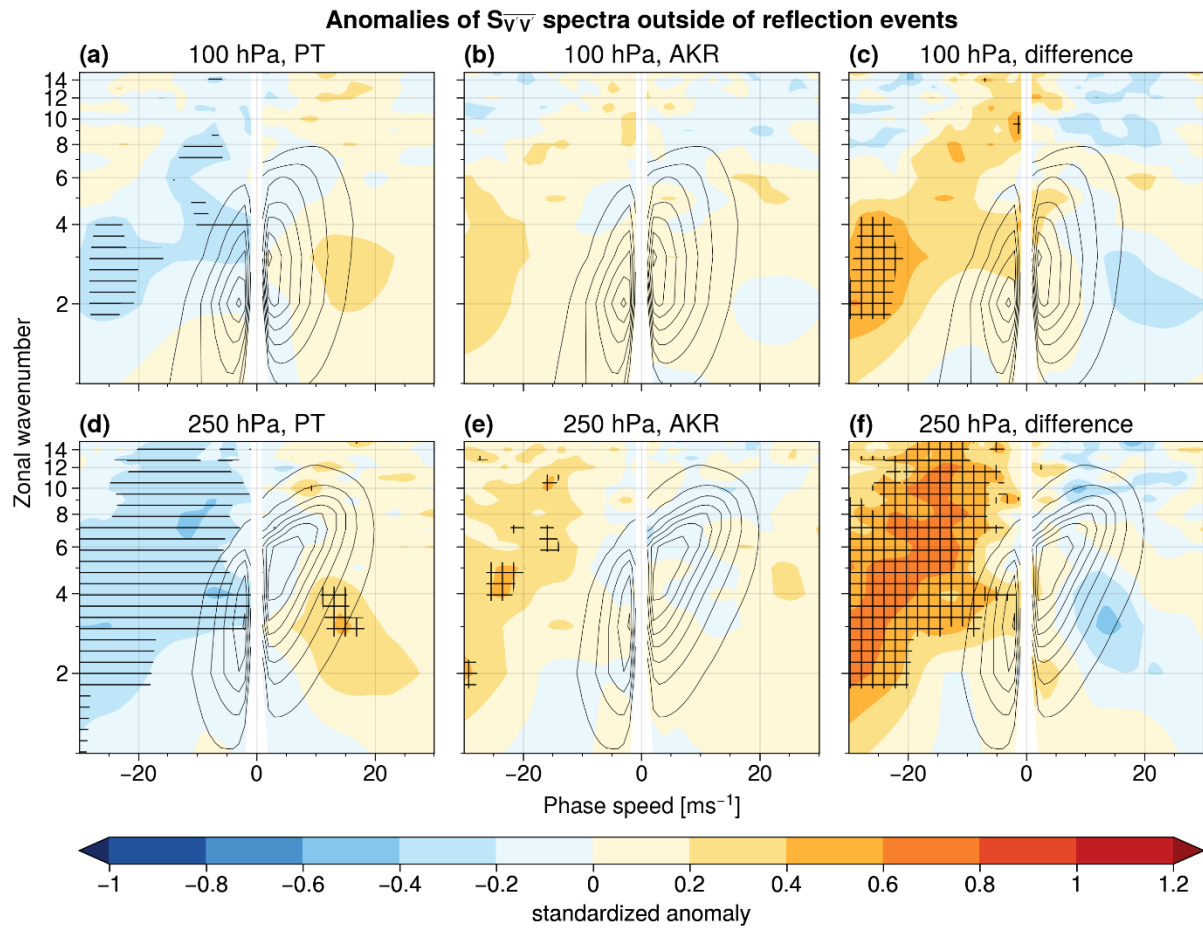 Anomalies of S_{\overline{V'V'}} spectra outside of reflection events
(a) 100 hPa, PT
(b) 100 hPa, AKR
(c) 100 hPa, difference
14
12
10
8
6
4
2
(d) 250 hPa, PT
(e) 250 hPa, AKR
(f) 250 hPa, difference
14
12
10
8
6
4
2
Zonal wavenumber
−20 0 20 −20 0 20 −20 0 20
Phase speed [ms⁻¹]
−1 −0.8 −0.6 −0.4 −0.2 0 0.2 0.4 0.6 0.8 1 1.2
standardized anomaly